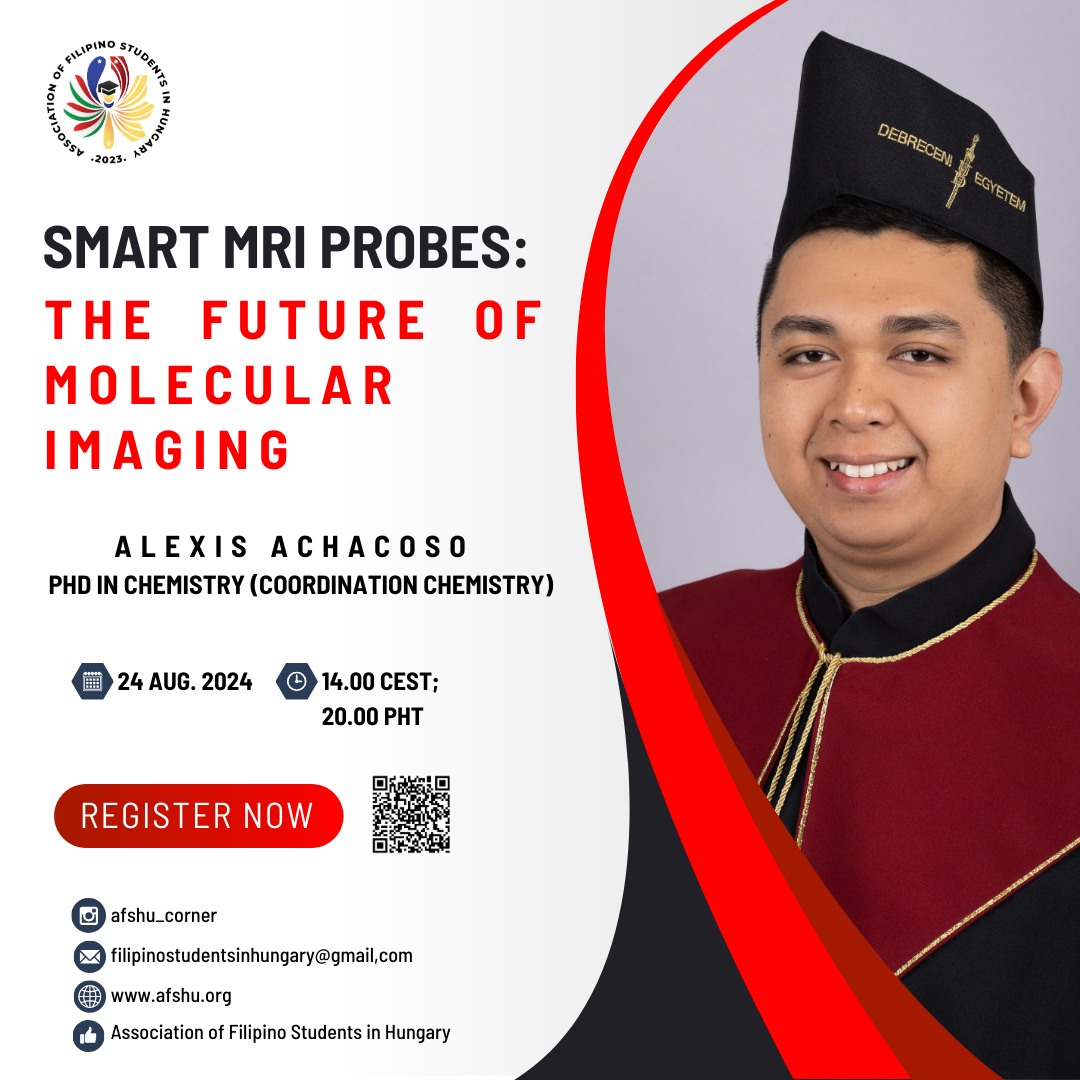 ASSOCIATION OF FILIPINO STUDENTS IN HUNGARY
· 2023 ·
DEBRECENI EGYETEM
SMART MRI PROBES:
THE FUTURE OF
MOLECULAR
IMAGING
ALEXIS ACHACOSO
PHD IN CHEMISTRY (COORDINATION CHEMISTRY)
24 AUG. 2024
14.00 CEST;
20.00 PHT
REGISTER NOW
afshu_corner
filipinostudentsinhungary@gmail,com
www.afshu.org
Association of Filipino Students in Hungary